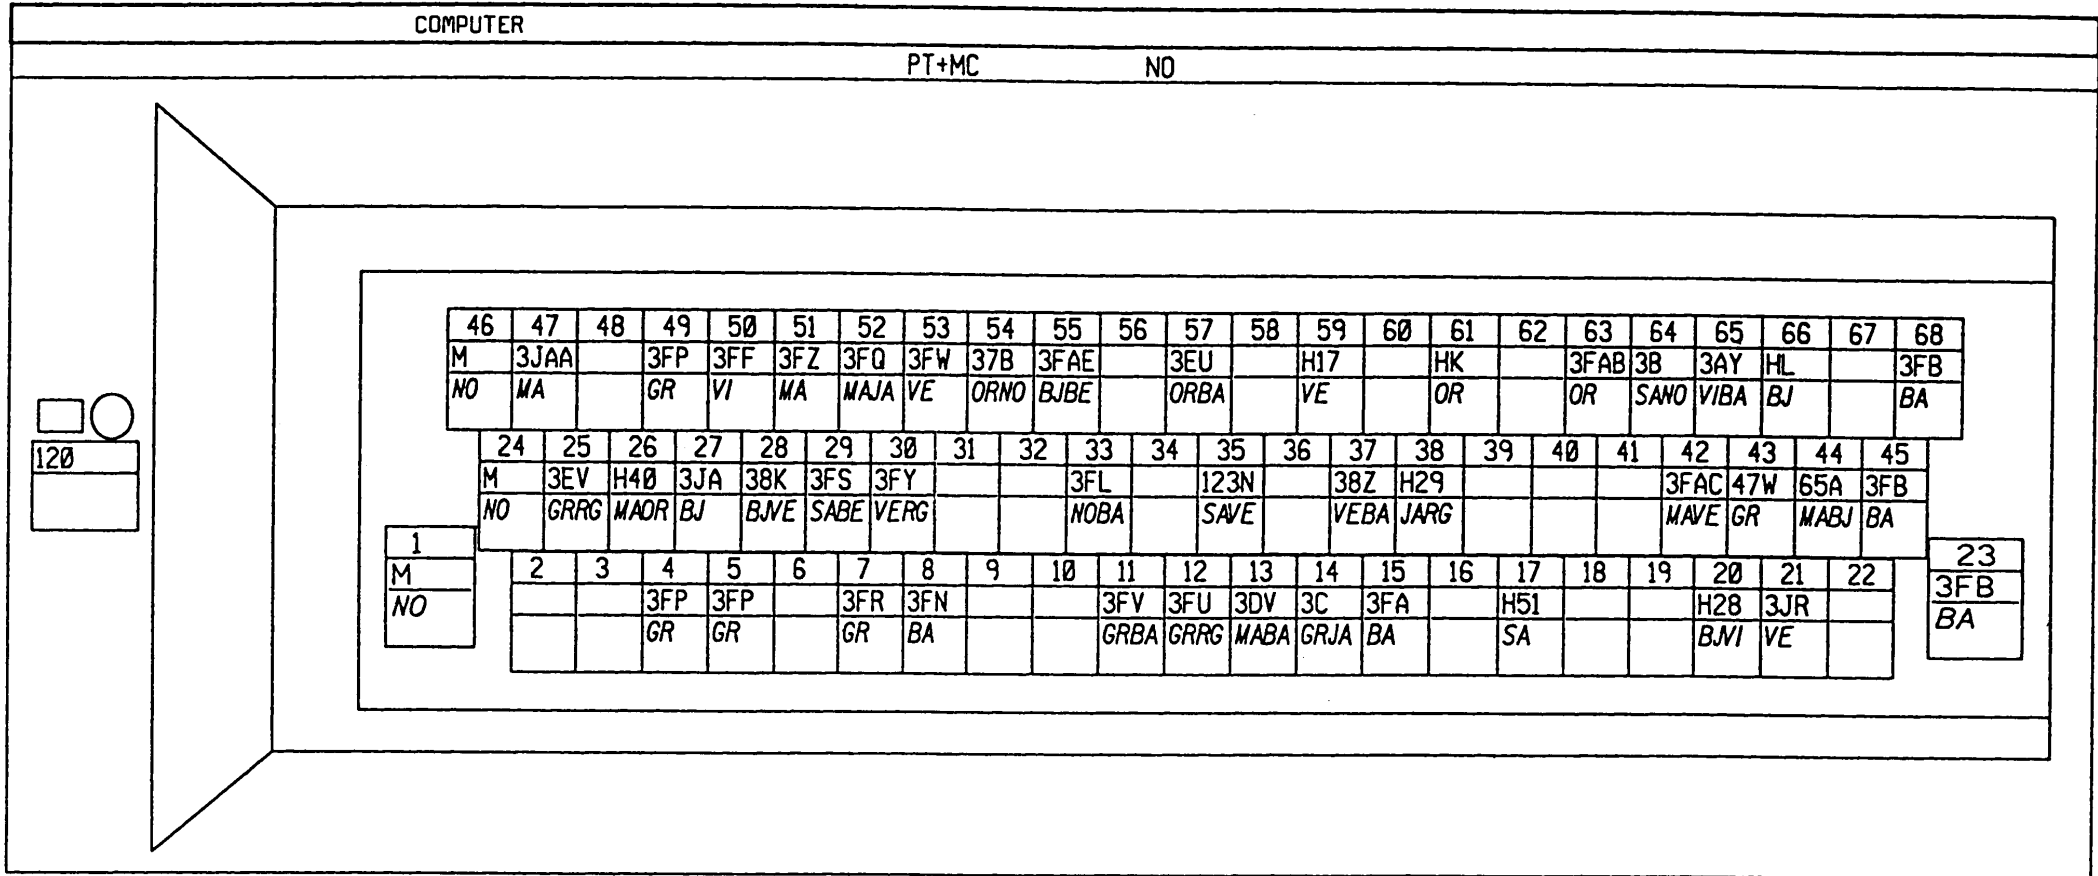 COMPUTER
PT+MC NO
46 47 48 49 50 51 52 53 54 55 56 57 58 59 60 61 62 63 64 65 66 67 68
M 3JAA 3FP 3FF 3FZ 3FQ 3FW 37B 3FAE 3EU H17 HK 3FAB 3B 3AY HL 3FB
NO MA GR VI MA MAJA VE ORNO BJBE ORBA VE OR OR SANO VIBA BJ BA
120
24 25 26 27 28 29 30 31 32 33 34 35 36 37 38 39 40 41 42 43 44 45
M 3EV H40 3JA 38K 3FS 3FY 3FL 123N 38Z H29 3FAC 47W 65A 3FB
NO GRRG MAOR BJ BJVE SABE VERG NOBA SAVE VEBA JARG MAVE GR MABJ BA
1
M
NO
2 3 4 5 6 7 8 9 10 11 12 13 14 15 16 17 18 19 20 21 22
3FP 3FP 3FR 3FN 3FV 3FU 3DV 3C 3FA H51 H28 3JR
GR GR GR BA GRBA GRRG MABA GRJA BA SA BJVI VE
23
3FB
BA